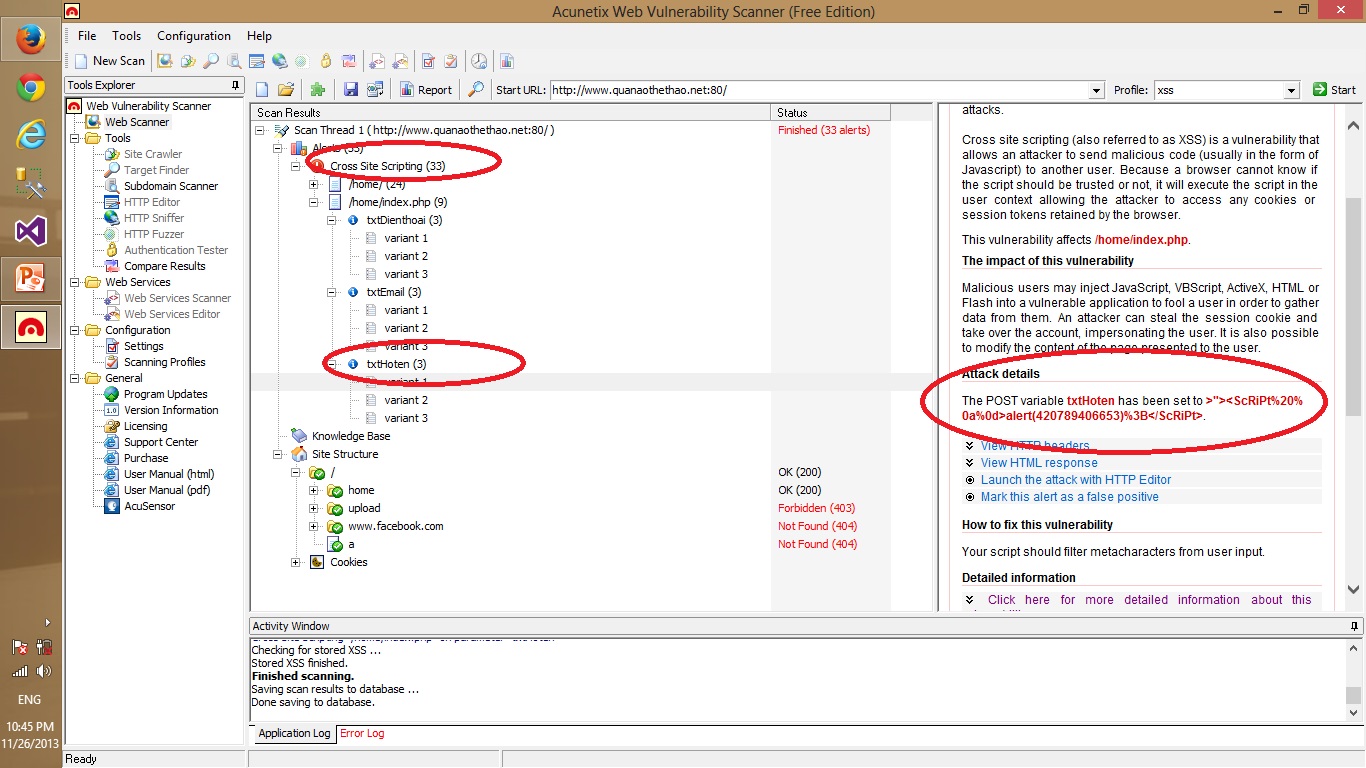 Acunetix Web Vulnerability Scanner (Free Edition)
File Tools Configuration Help
New Scan
Tools Explorer
Report
Start URL: http://www.quanaothethao.net:80/
Profile: xss
Start
Web Vulnerability Scanner
Web Scanner
Tools
Site Crawler
Target Finder
Subdomain Scanner
HTTP Editor
HTTP Sniffer
HTTP Fuzzer
Authentication Tester
Compare Results
Web Services
Web Services Scanner
Web Services Editor
Configuration
Settings
Scanning Profiles
General
Program Updates
Version Information
Licensing
Support Center
Purchase
User Manual (html)
User Manual (pdf)
AcuSensor
Scan Results Status
Scan Thread 1 ( http://www.quanaothethao.net:80/ ) Finished (33 alerts)
Alerts (33)
Cross Site Scripting (33)
/home/ (24)
/home/index.php (9)
txtDienthoai (3)
variant 1
variant 2
variant 3
txtEmail (3)
variant 1
variant 2
variant 3
txtHoten (3)
variant 1
variant 2
variant 3
Knowledge Base
Site Structure
/ OK (200)
home OK (200)
upload Forbidden (403)
www.facebook.com Not Found (404)
a Not Found (404)
Cookies
attacks.
Cross site scripting (also referred to as XSS) is a vulnerability that
allows an attacker to send malicious code (usually in the form of
Javascript) to another user. Because a browser cannot know if
the script should be trusted or not, it will execute the script in the
user context allowing the attacker to access any cookies or
session tokens retained by the browser.
This vulnerability affects /home/index.php.
The impact of this vulnerability
Malicious users may inject JavaScript, VBScript, ActiveX, HTML or
Flash into a vulnerable application to fool a user in order to gather
data from them. An attacker can steal the session cookie and
take over the account, impersonating the user. It is also possible
to modify the content of the page presented to the user.
Attack details
The POST variable txtHoten has been set to >"><ScRiPt%20%
0a%0d>alert(420789406653)%3B</ScRiPt>.
View HTTP headers
View HTML response
Launch the attack with HTTP Editor
Mark this alert as a false positive
How to fix this vulnerability
Your script should filter metacharacters from user input.
Detailed information
Click here for more detailed information about this
Activity Window
Checking for stored XSS ...
Stored XSS finished.
Finished scanning.
Saving scan results to database ...
Done saving to database.
Application Log Error Log
Ready
ENG
10:45 PM
11/26/2013